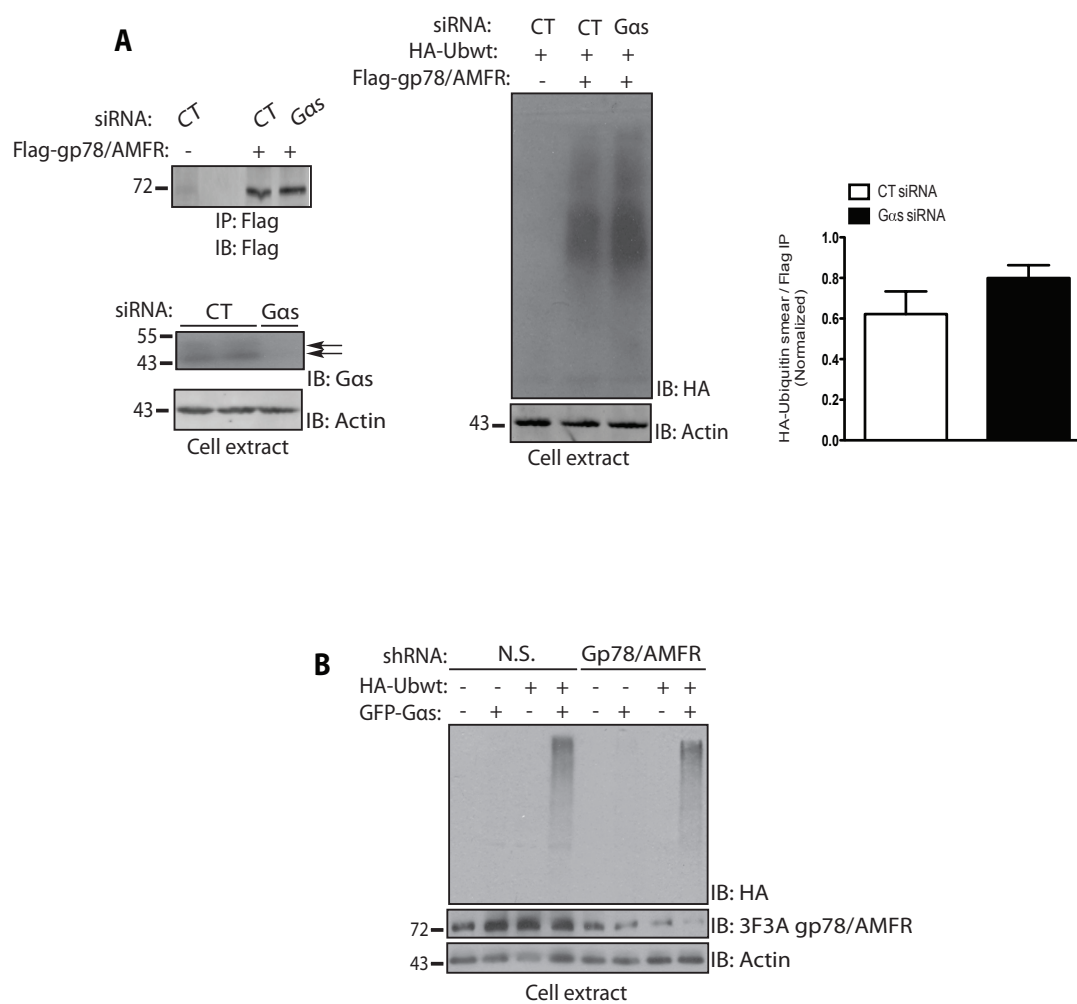 A
siRNA: CT CT Gαs
Flag-gp78/AMFR: - + +
72
IP: Flag
IB: Flag
siRNA: CT Gαs
55
43
IB: Gαs
43
IB: Actin
Cell extract
siRNA: CT CT Gαs
HA-Ubwt: + + +
Flag-gp78/AMFR: - + +
IB: HA
43
IB: Actin
Cell extract
CT siRNA
Gαs siRNA
HA-Ubiquitin smear / Flag IP
(Normalized)
1.0
0.8
0.6
0.4
0.2
0.0
B
shRNA: N.S. Gp78/AMFR
HA-Ubwt: - - + + - - + +
GFP-Gαs: - + - + - + - +
IB: HA
72
IB: 3F3A gp78/AMFR
43
IB: Actin
Cell extract